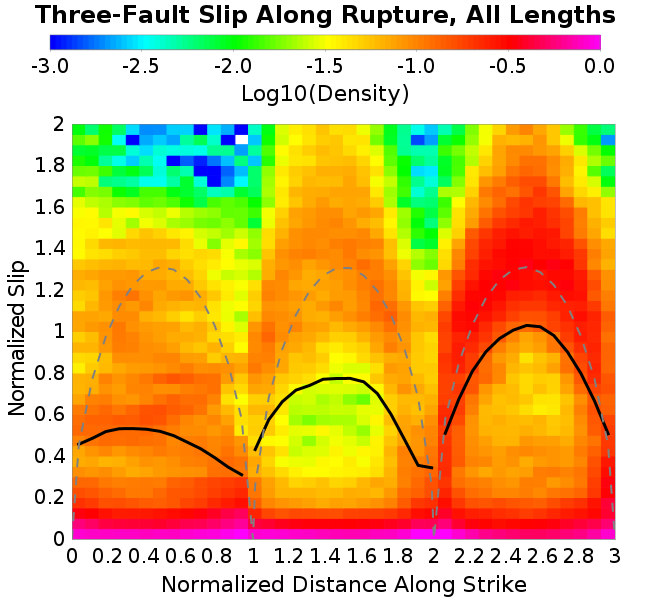 Three-Fault Slip Along Rupture, All Lengths
-3.0 -2.5 -2.0 -1.5 -1.0 -0.5 0.0
Log10(Density)
Normalized Slip
2
1.8
1.6
1.4
1.2
1
0.8
0.6
0.4
0.2
0
0 0.2 0.4 0.6 0.8 1 1.2 1.4 1.6 1.8 2 2.2 2.4 2.6 2.8 3
Normalized Distance Along Strike